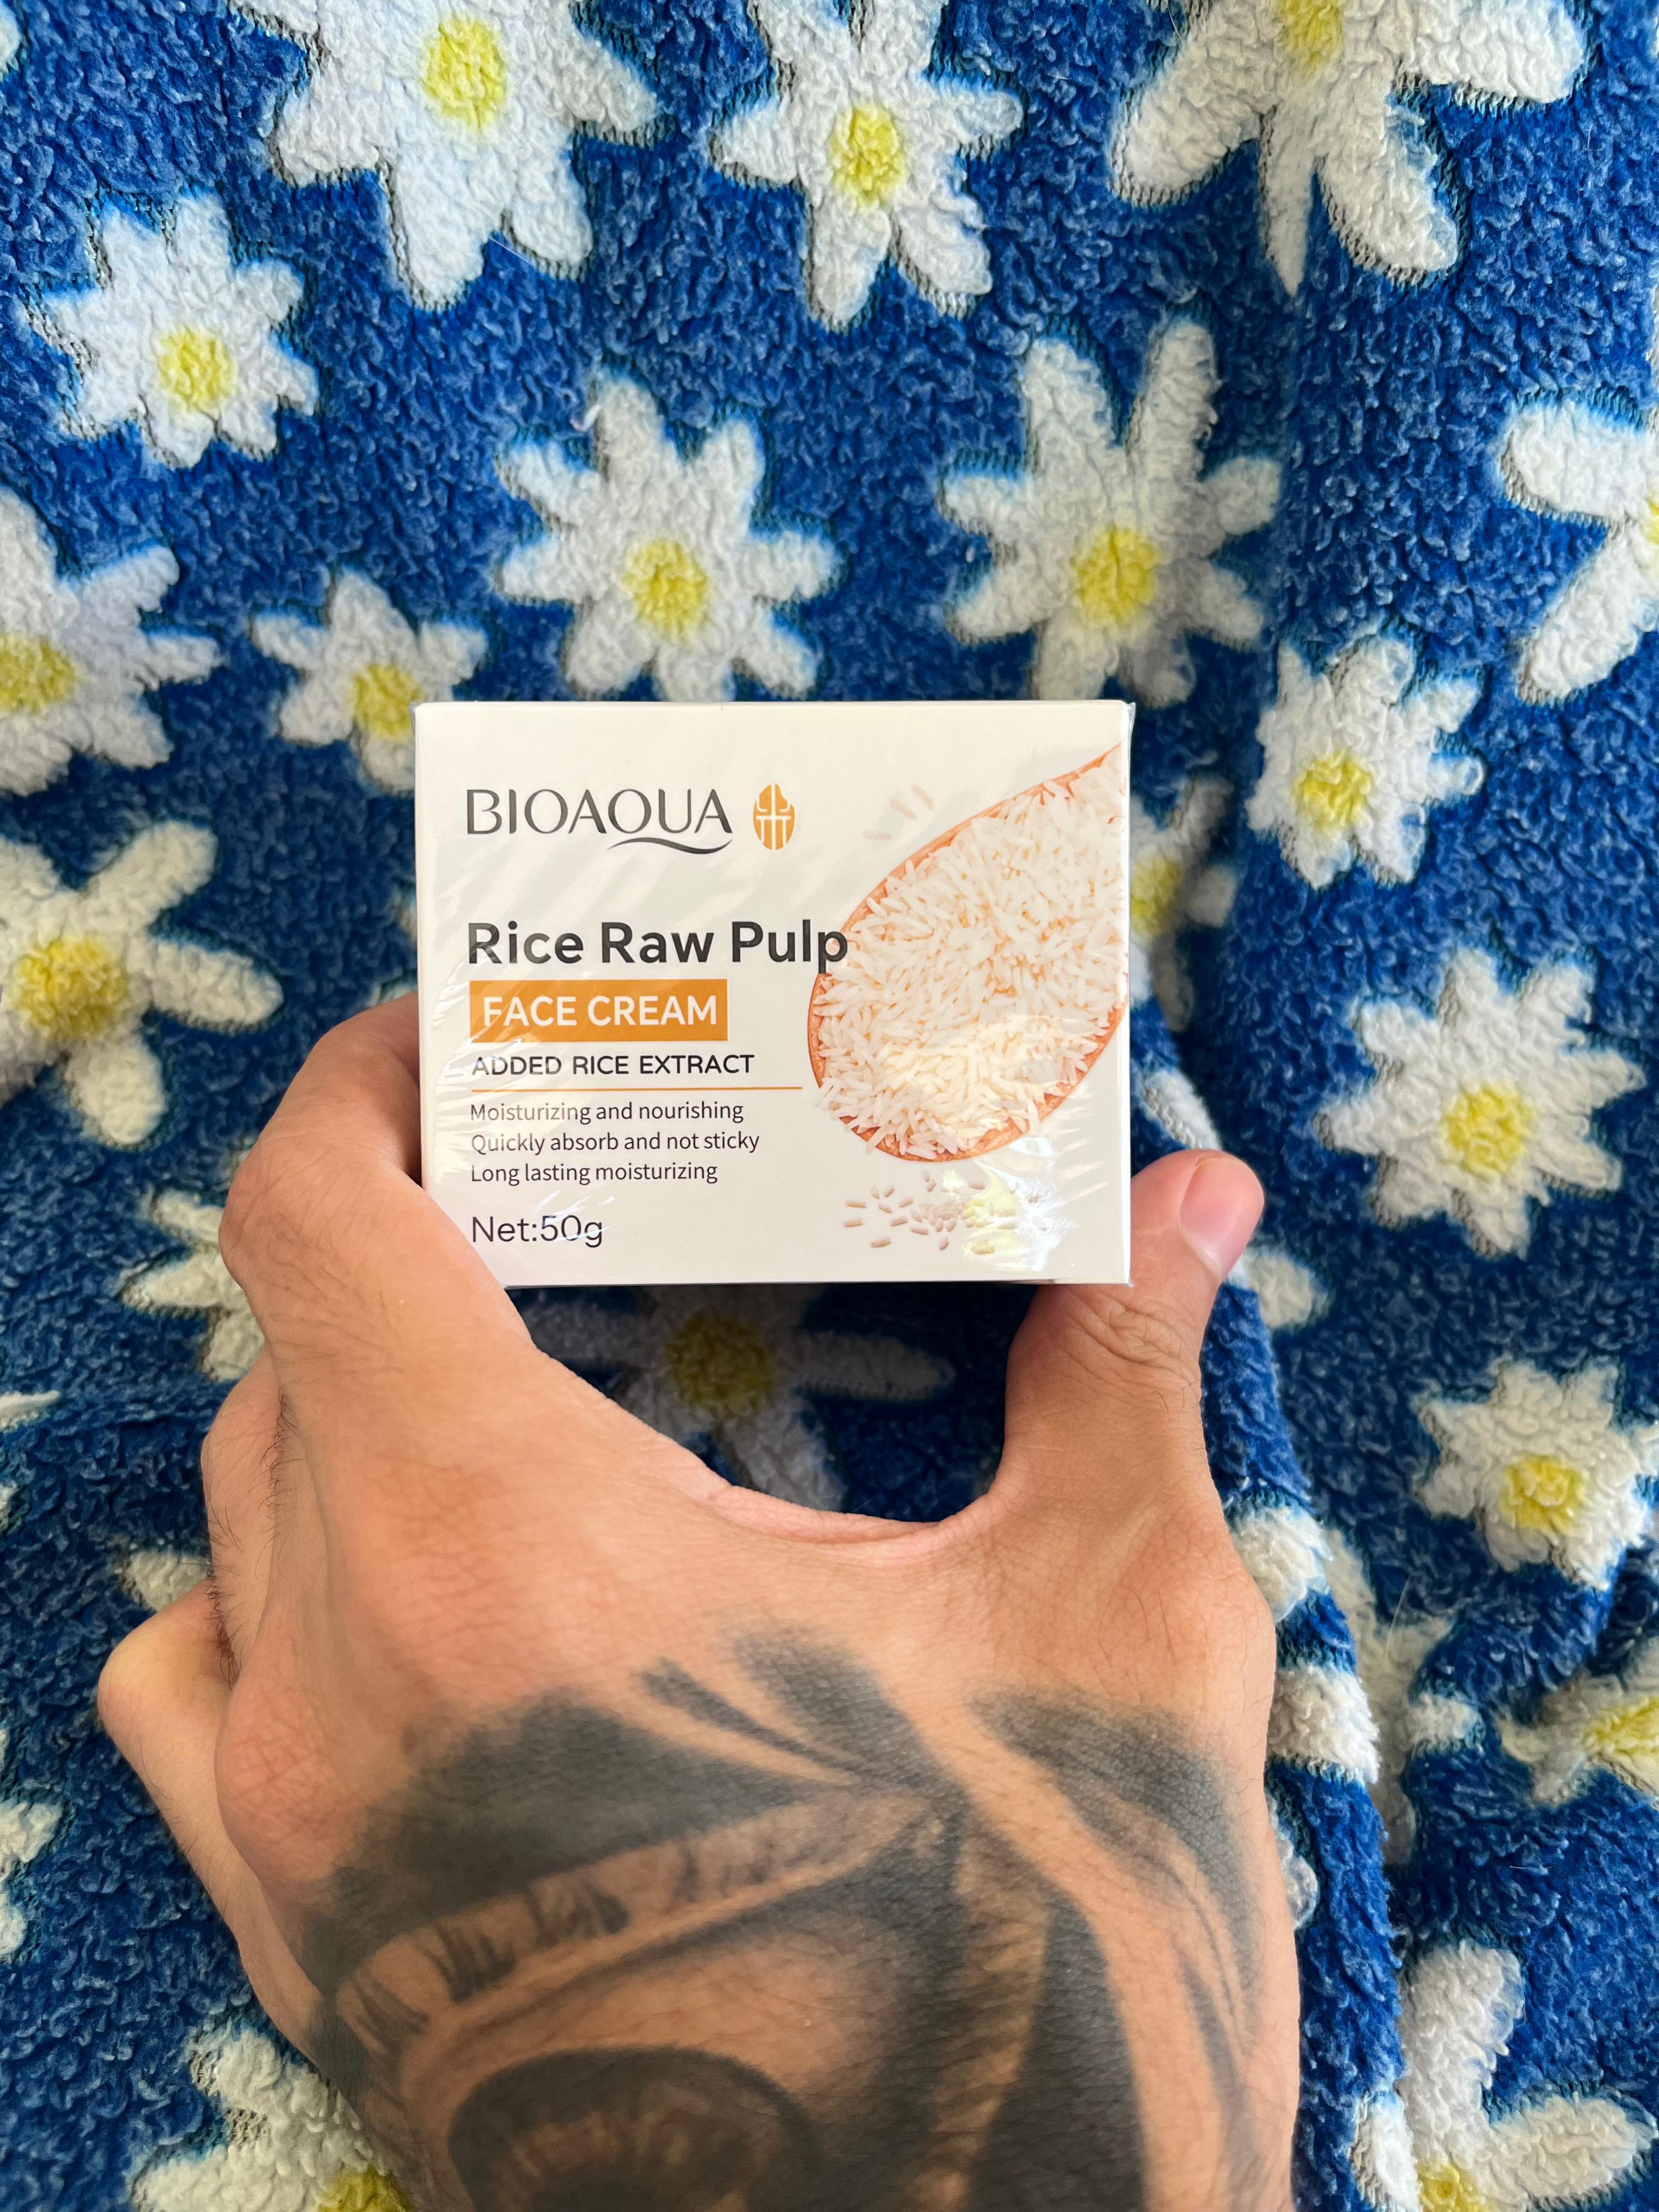 BIOAQUA
Rice Raw Pulp
FACE CREAM
ADDED RICE EXTRACT
Moisturizing and nourishing
Quickly absorb and not sticky
Long lasting moisturizing
Net:50g